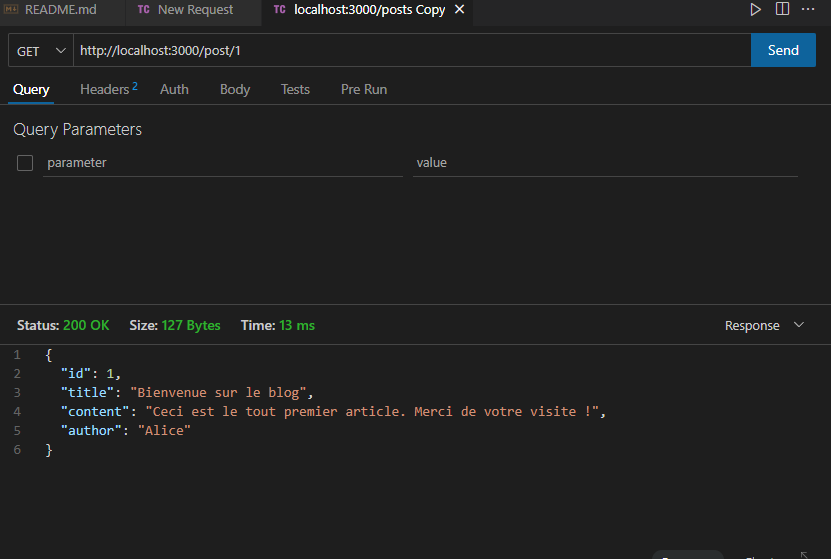 README.md TC New Request TC localhost:3000/posts Copy
GET http://localhost:3000/post/1 Send
Query Headers 2 Auth Body Tests Pre Run
Query Parameters
parameter value
Status: 200 OK Size: 127 Bytes Time: 13 ms Response
1 {
2 "id": 1,
3 "title": "Bienvenue sur le blog",
4 "content": "Ceci est le tout premier article. Merci de votre visite !",
5 "author": "Alice"
6 }